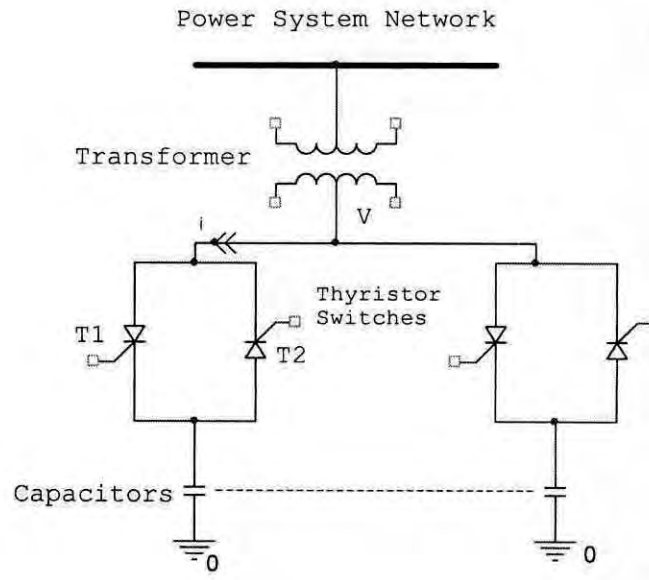 Power System Network
Transformer
V
i
Thyristor
Switches
T1
T2
Capacitors
0
0